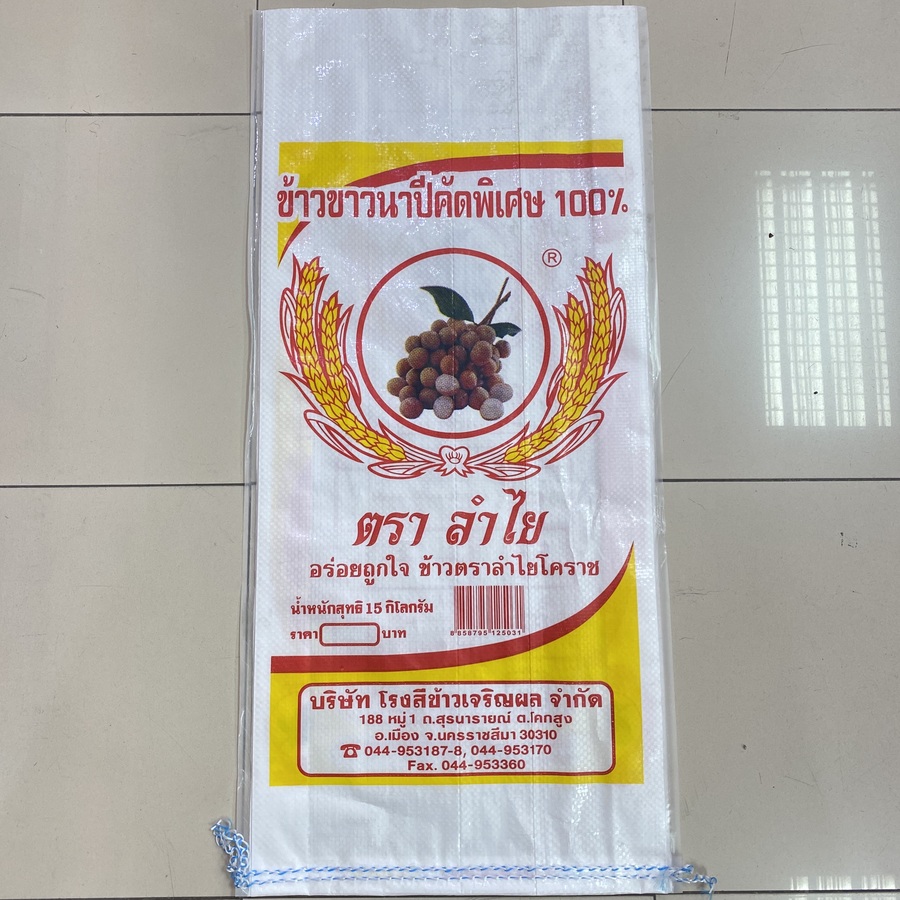 ข้าวขาวนาปีคัดพิเศษ 100%
®
ตรา ลำไย
อร่อยถูกใจ ข้าวตราลำไยโคราช
น้ำหนักสุทธิ 15 กิโลกรัม
ราคา บาท
8 858795 125031
บริษัท โรงสีข้าวเจริญผล จำกัด
188 หมู่ 1 ถ.สุรนารายณ์ ต.โคกสูง
อ.เมือง จ.นครราชสีมา 30310
☎ 044-953187-8, 044-953170
Fax. 044-953360